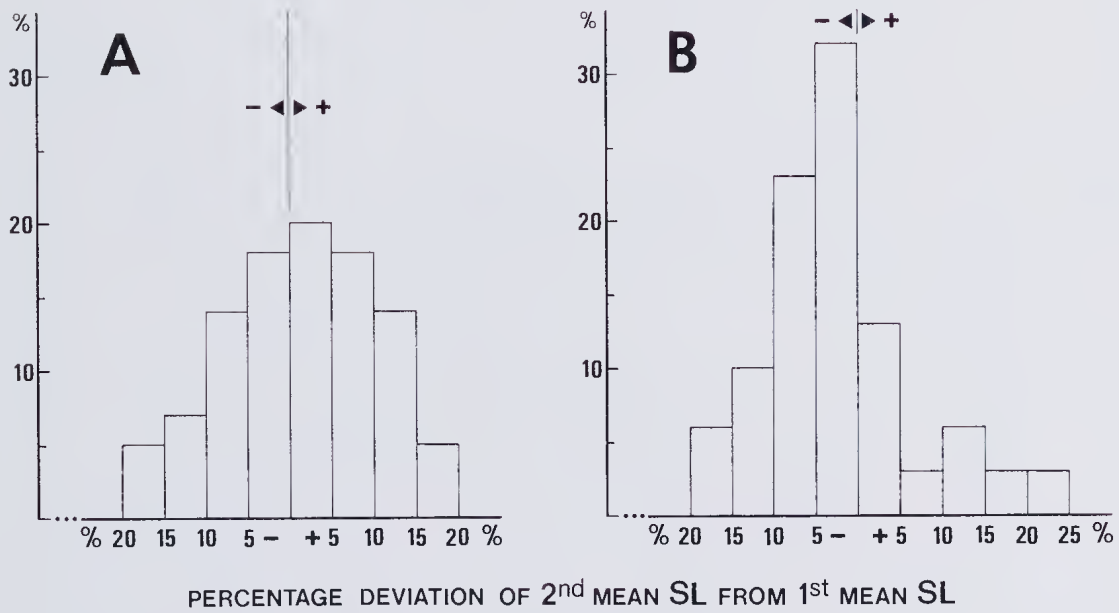 %
A
30
− ◀▶ +
20
10
% 20 15 10 5 − + 5 10 15 20 %
%
− ◀▶ +
B
30
20
10
% 20 15 10 5 − + 5 10 15 20 25 %
PERCENTAGE DEVIATION OF 2nd MEAN SL FROM 1st MEAN SL